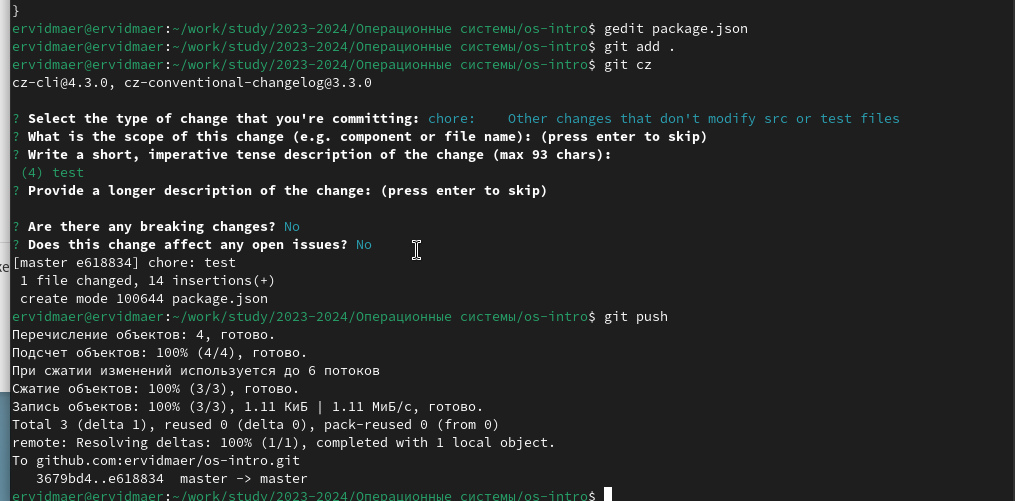 }
ervidmaer@ervidmaer:~/work/study/2023-2024/Операционные системы/os-intro$ gedit package.json
ervidmaer@ervidmaer:~/work/study/2023-2024/Операционные системы/os-intro$ git add .
ervidmaer@ervidmaer:~/work/study/2023-2024/Операционные системы/os-intro$ git cz
cz-cli@4.3.0, cz-conventional-changelog@3.3.0

? Select the type of change that you're committing: chore:    Other changes that don't modify src or test files
? What is the scope of this change (e.g. component or file name): (press enter to skip)
? Write a short, imperative tense description of the change (max 93 chars):
 (4) test
? Provide a longer description of the change: (press enter to skip)

? Are there any breaking changes? No
? Does this change affect any open issues? No
[master e618834] chore: test
 1 file changed, 14 insertions(+)
 create mode 100644 package.json
ervidmaer@ervidmaer:~/work/study/2023-2024/Операционные системы/os-intro$ git push
Перечисление объектов: 4, готово.
Подсчет объектов: 100% (4/4), готово.
При сжатии изменений используется до 6 потоков
Сжатие объектов: 100% (3/3), готово.
Запись объектов: 100% (3/3), 1.11 КиБ | 1.11 МиБ/с, готово.
Total 3 (delta 1), reused 0 (delta 0), pack-reused 0 (from 0)
remote: Resolving deltas: 100% (1/1), completed with 1 local object.
To github.com:ervidmaer/os-intro.git
   3679bd4..e618834  master -> master
ervidmaer@ervidmaer:~/work/study/2023-2024/Операционные системы/os-intro$